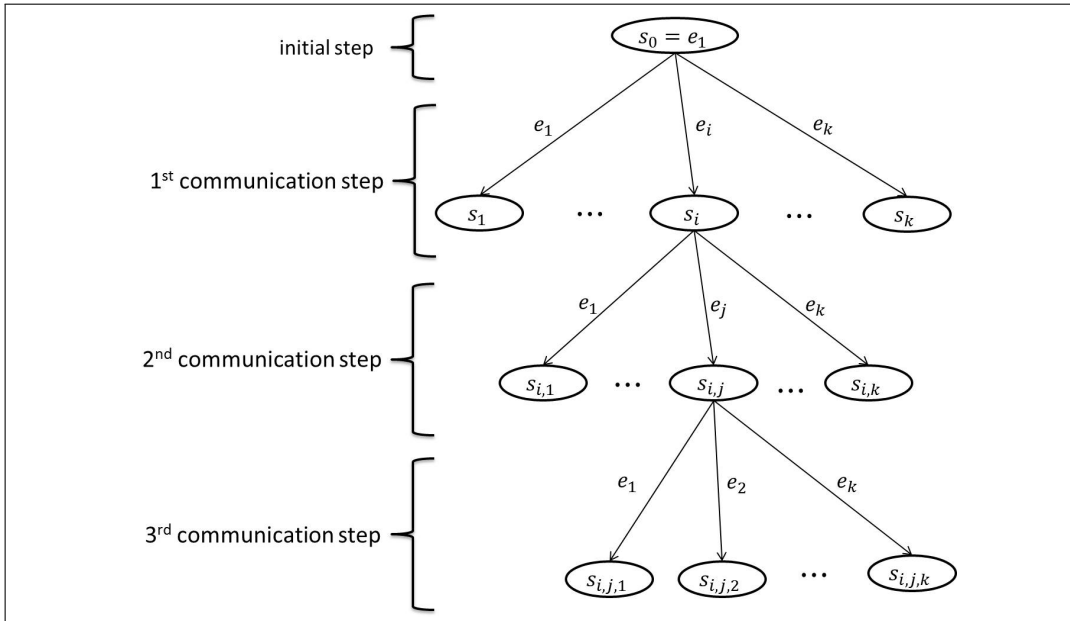 initial step
s₀ = e₁
e₁ eᵢ eₖ
1ˢᵗ communication step
s₁ ... sᵢ ... sₖ
e₁ eⱼ eₖ
2ⁿᵈ communication step
sᵢ,₁ ... sᵢ,ⱼ ... sᵢ,ₖ
e₁ e₂ eₖ
3ʳᵈ communication step
sᵢ,ⱼ,₁ sᵢ,ⱼ,₂ ... sᵢ,ⱼ,ₖ